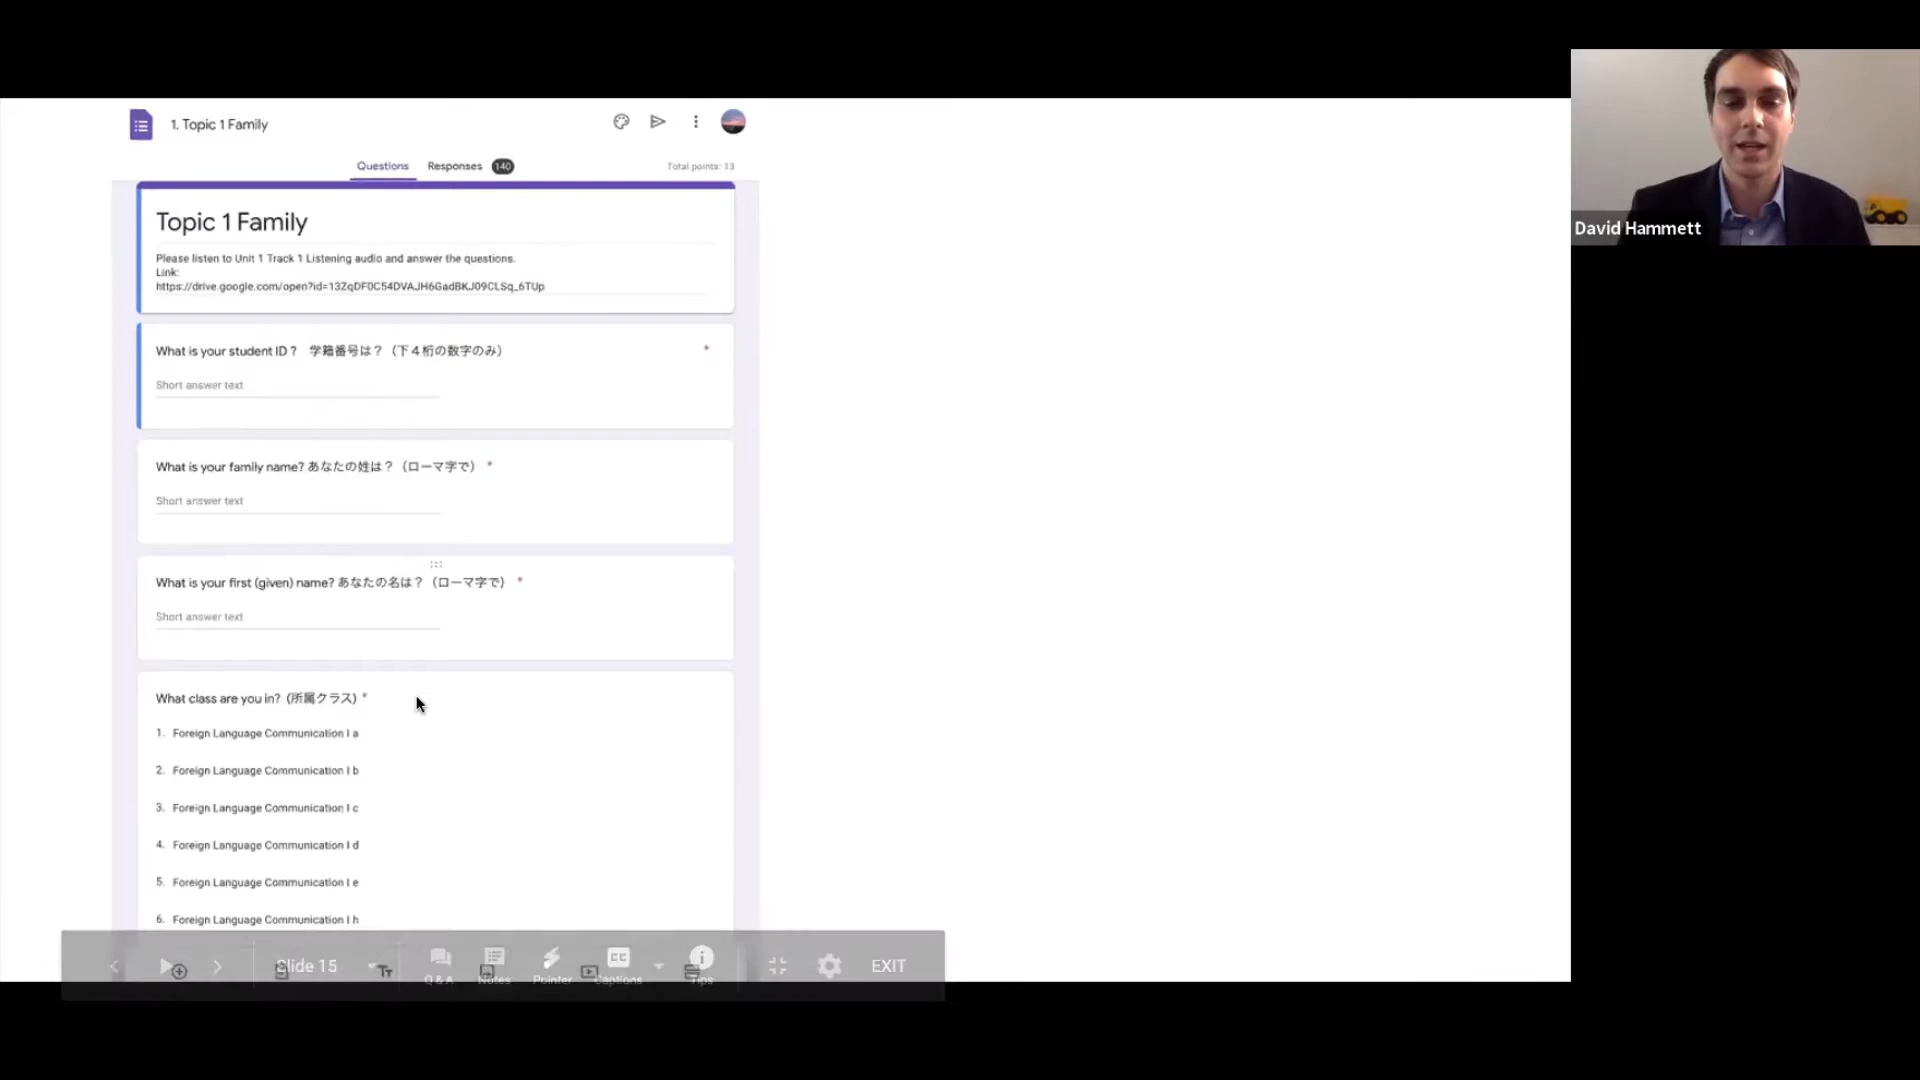 1. Topic 1 Family
Questions
Responses 140
Total points: 13
Topic 1 Family
Please listen to Unit 1 Track 1 Listening audio and answer the questions.
Link:
https://drive.google.com/open?id=13ZqDF0C54DVAJH6GadBKJ09CLSq_6TUp
What is your student ID？ 学籍番号は？（下４桁の数字のみ） *
Short answer text
What is your family name? あなたの姓は？（ローマ字で） *
Short answer text
What is your first (given) name? あなたの名は？（ローマ字で） *
Short answer text
What class are you in? (所属クラス) *
1. Foreign Language Communication I a
2. Foreign Language Communication I b
3. Foreign Language Communication I c
4. Foreign Language Communication I d
5. Foreign Language Communication I e
6. Foreign Language Communication I h
Slide 15
Tт
Q & A
Notes
Pointer
CC
Captions
Tips
EXIT
David Hammett